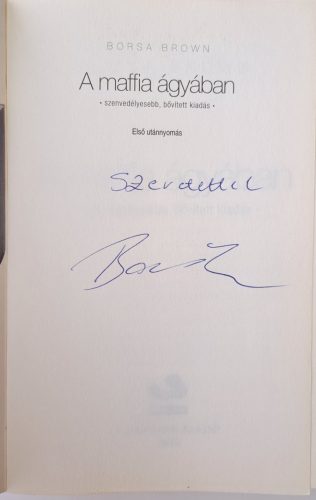 BORSA BROWN
A maffia ágyában
• szenvedélyesebb, bővített kiadás •
Első utánnyomás
Szeretettel